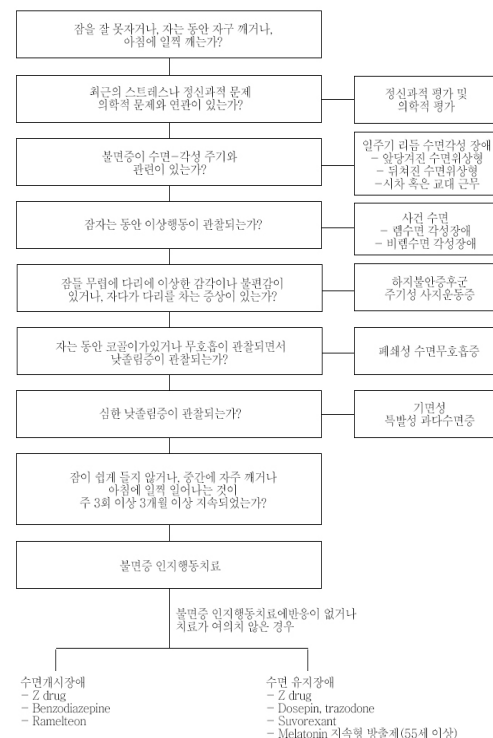 잠을 잘 못자거나, 자는 동안 자구 깨거나,
아침에 일찍 깨는가?
최근의 스트레스나 정신과적 문제
의학적 문제와 연관이 있는가?
정신과적 평가 및
의학적 평가
불면증이 수면-각성 주기와
관련이 있는가?
일주기 리듬 수면각성 장애
- 앞당겨진 수면위상형
- 뒤쳐진 수면위상형
-시차 혹은 교대 근무
잠자는 동안 이상행동이 관찰되는가?
사건 수면
- 렘수면 각성장애
- 비렘수면 각성장애
잠들 무렵에 다리에 이상한 감각이나 불편감이
있거나, 자다가 다리를 차는 증상이 있는가?
하지불안증후군
주기성 사지운동증
자는 동안 코골이가있거나 무호흡이 관찰되면서
낮졸림증이 관찰되는가?
폐쇄성 수면무호흡증
심한 낮졸림증이 관찰되는가?
기면성
특발성 과다수면증
잠이 쉽게 들지 않거나, 중간에 자주 깨거나
아침에 일찍 일어나는 것이
주 3회 이상 3개월 이상 지속되었는가?
불면증 인지행동치료
불면증 인지행동치료에반응이 없거나
치료가 여의치 않은 경우
수면개시장애
- Z drug
- Benzodiazepine
- Ramelteon
수면 유지장애
- Z drug
- Dosepin, trazodone
- Suvorexant
- Melatonin 지속형 방출제(55세 이상)